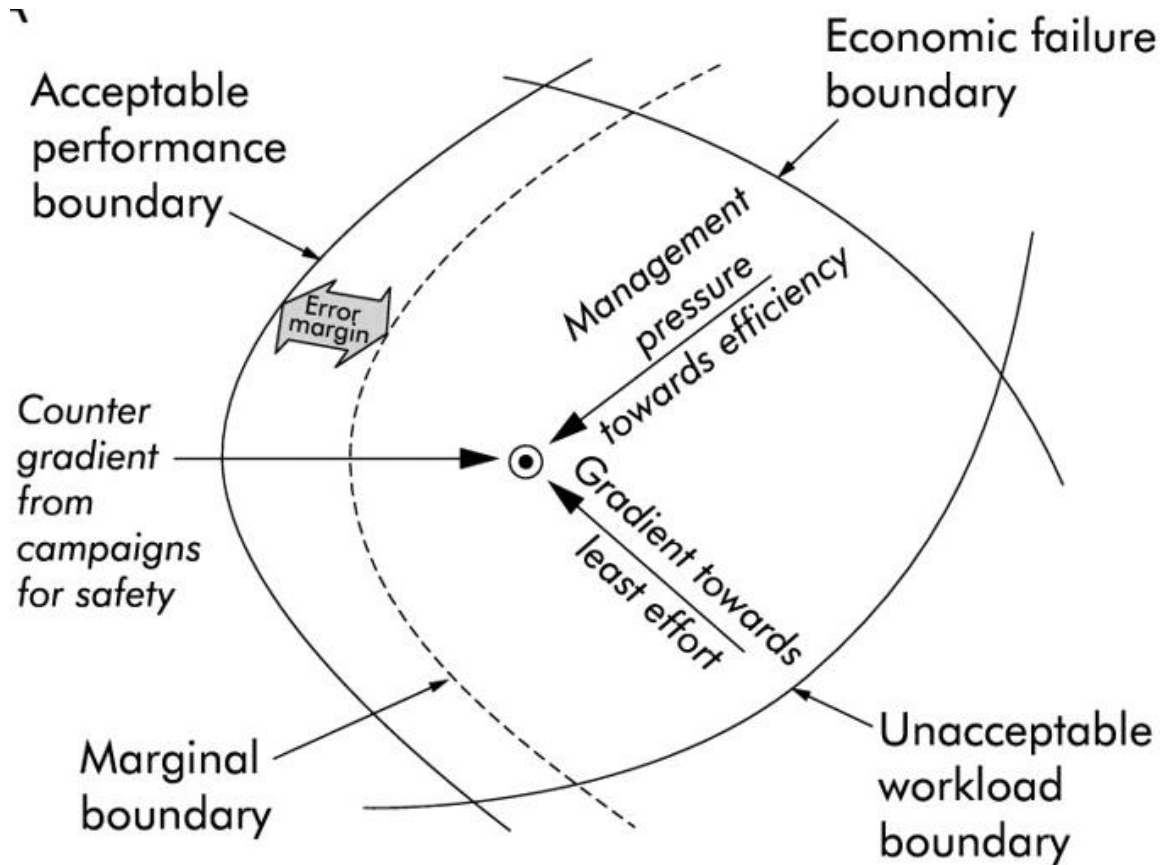 Economic failure
boundary
Acceptable
performance
boundary
Management
pressure
towards efficiency
Error
margin
Counter
gradient
from
campaigns
for safety
Gradient towards
least effort
Marginal
boundary
Unacceptable
workload
boundary